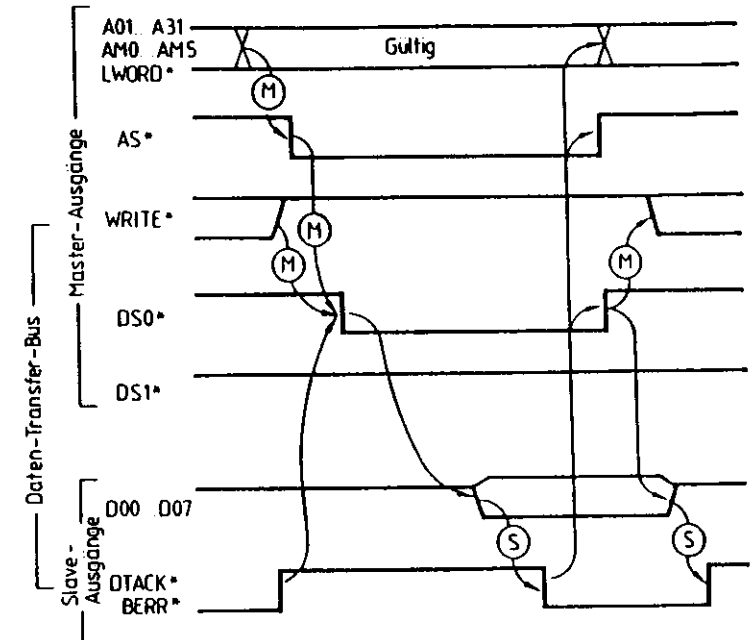 A01.. A31
AM0.. AM5
LWORD*
Gültig
M
AS*
WRITE*
M
M
M
DS0*
DS1*
D00 .. D07
S
S
DTACK*
BERR*
Master-Ausgänge
Daten-Transfer-Bus
Slave-
Ausgänge